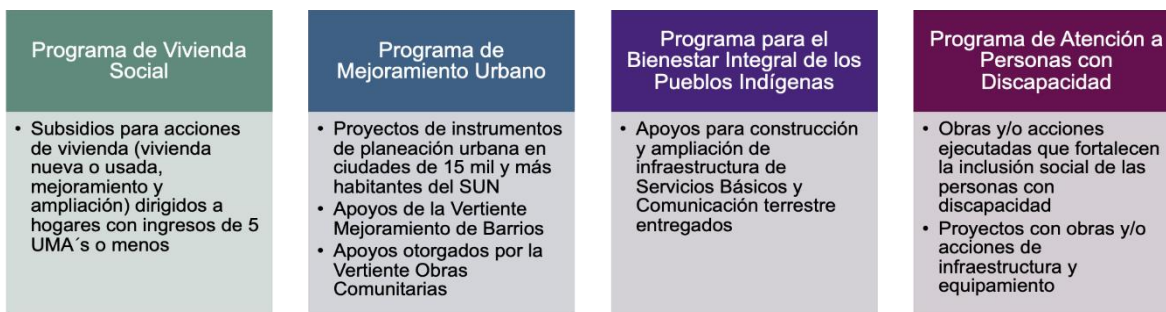 Programa de Vivienda
Social
• Subsidios para acciones
de vivienda (vivienda
nueva o usada,
mejoramiento y
ampliación) dirigidos a
hogares con ingresos de 5
UMA´s o menos
Programa de
Mejoramiento Urbano
• Proyectos de instrumentos
de planeación urbana en
ciudades de 15 mil y más
habitantes del SUN
• Apoyos de la Vertiente
Mejoramiento de Barrios
• Apoyos otorgados por la
Vertiente Obras
Comunitarias
Programa para el
Bienestar Integral de los
Pueblos Indígenas
• Apoyos para construcción
y ampliación de
infraestructura de
Servicios Básicos y
Comunicación terrestre
entregados
Programa de Atención a
Personas con
Discapacidad
• Obras y/o acciones
ejecutadas que fortalecen
la inclusión social de las
personas con
discapacidad
• Proyectos con obras y/o
acciones de
infraestructura y
equipamiento